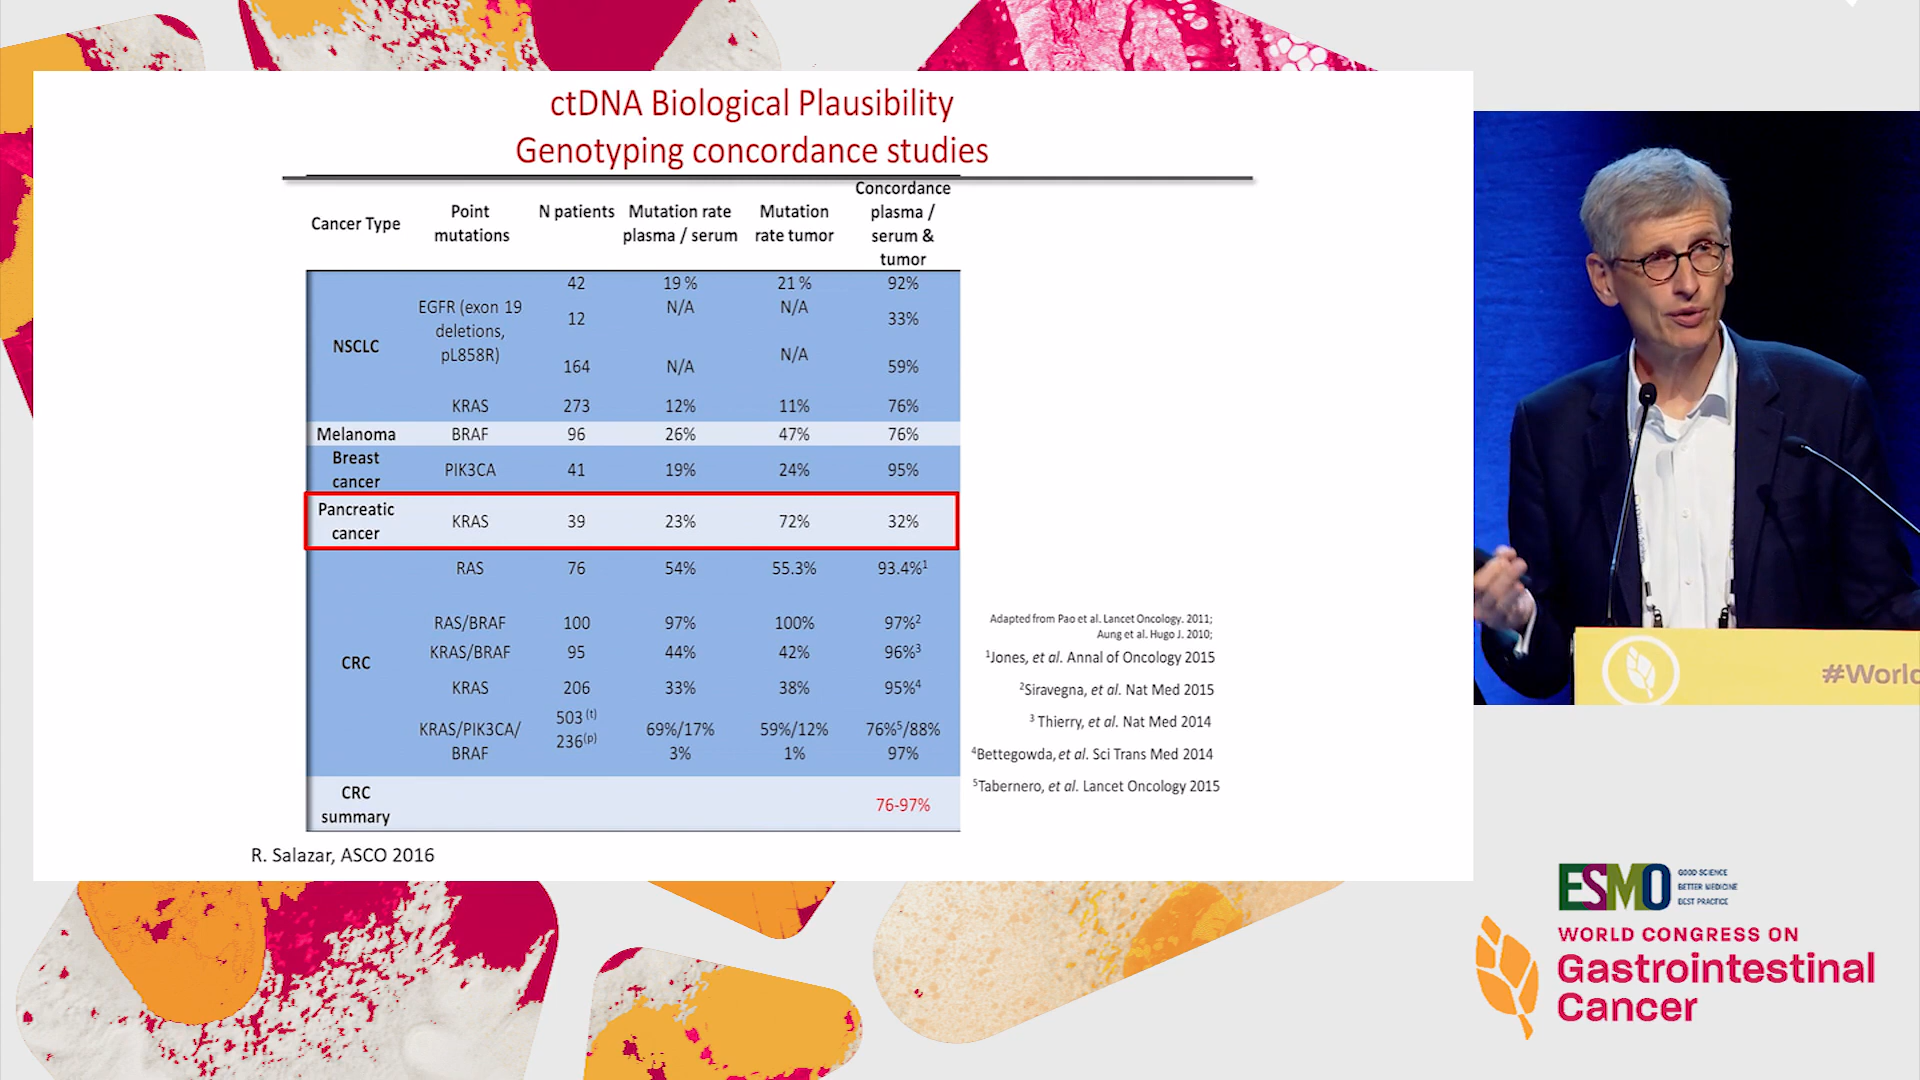 ctDNA Biological Plausibility
Genotyping concordance studies
Cancer Type
Point
mutations
N patients
Mutation rate
plasma / serum
Mutation
rate tumor
Concordance
plasma /
serum &
tumor
NSCLC
EGFR (exon 19
deletions,
pL858R)
42 19 % 21 % 92%
12 N/A N/A 33%
164 N/A N/A 59%
KRAS 273 12% 11% 76%
Melanoma BRAF 96 26% 47% 76%
Breast
cancer
PIK3CA 41 19% 24% 95%
Pancreatic
cancer
KRAS 39 23% 72% 32%
CRC
RAS 76 54% 55.3% 93.4%1
RAS/BRAF 100 97% 100% 97%2
KRAS/BRAF 95 44% 42% 96%3
KRAS 206 33% 38% 95%4
KRAS/PIK3CA/
BRAF
503 (t)
236(p)
69%/17%
3%
59%/12%
1%
76%5/88%
97%
CRC
summary
76-97%
Adapted from Pao et al. Lancet Oncology. 2011;
Aung et al. Hugo J. 2010;
1Jones, et al. Annal of Oncology 2015
2Siravegna, et al. Nat Med 2015
3 Thierry, et al. Nat Med 2014
4Bettegowda, et al. Sci Trans Med 2014
5Tabernero, et al. Lancet Oncology 2015
R. Salazar, ASCO 2016
#Worl
ESMO
GOOD SCIENCE
BETTER MEDICINE
BEST PRACTICE
WORLD CONGRESS ON
Gastrointestinal
Cancer